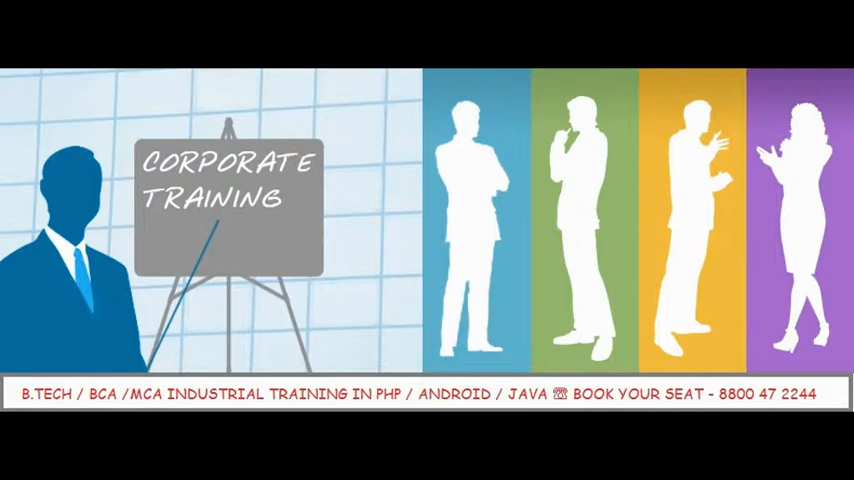 CORPORATE
TRAINING
B.TECH / BCA /MCA INDUSTRIAL TRAINING IN PHP / ANDROID / JAVA ☏ BOOK YOUR SEAT - 8800 47 2244